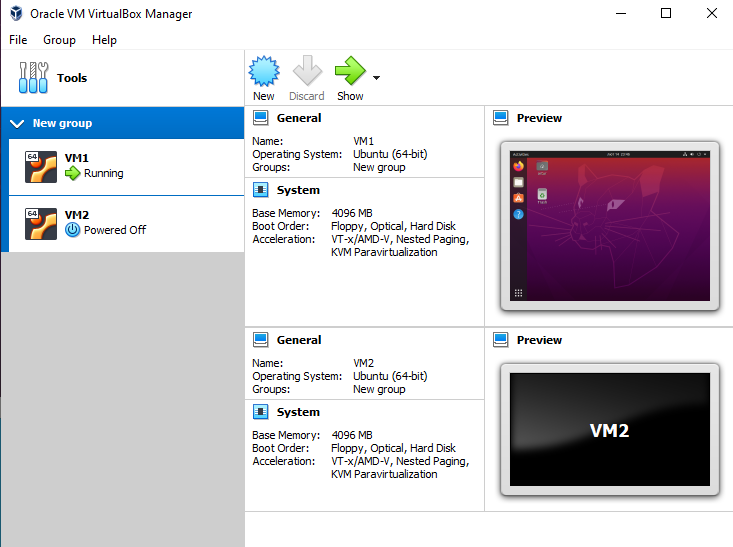 Oracle VM VirtualBox Manager
File Group Help
Tools
New Discard Show
New group
64
VM1
Running
64
VM2
Powered Off
General
Name: VM1
Operating System: Ubuntu (64-bit)
Groups: New group
System
Base Memory: 4096 MB
Boot Order: Floppy, Optical, Hard Disk
Acceleration: VT-x/AMD-V, Nested Paging,
KVM Paravirtualization
Preview
Activities
Trash
General
Name: VM2
Operating System: Ubuntu (64-bit)
Groups: New group
System
Base Memory: 4096 MB
Boot Order: Floppy, Optical, Hard Disk
Acceleration: VT-x/AMD-V, Nested Paging,
KVM Paravirtualization
Preview
VM2